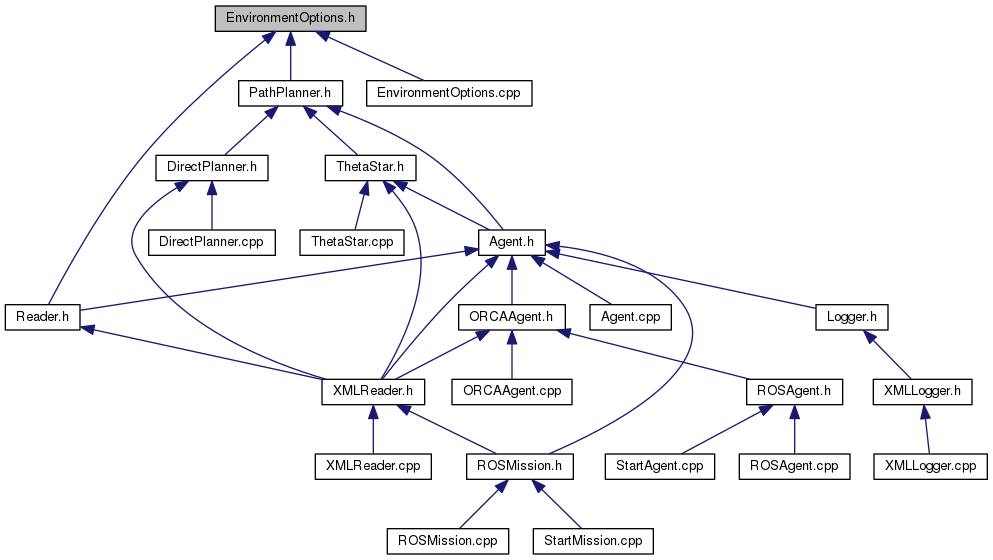 EnvironmentOptions.h
PathPlanner.h
EnvironmentOptions.cpp
DirectPlanner.h
ThetaStar.h
DirectPlanner.cpp
ThetaStar.cpp
Agent.h
Reader.h
ORCAAgent.h
Agent.cpp
Logger.h
XMLReader.h
ORCAAgent.cpp
ROSAgent.h
XMLLogger.h
XMLReader.cpp
ROSMission.h
StartAgent.cpp
ROSAgent.cpp
XMLLogger.cpp
ROSMission.cpp
StartMission.cpp